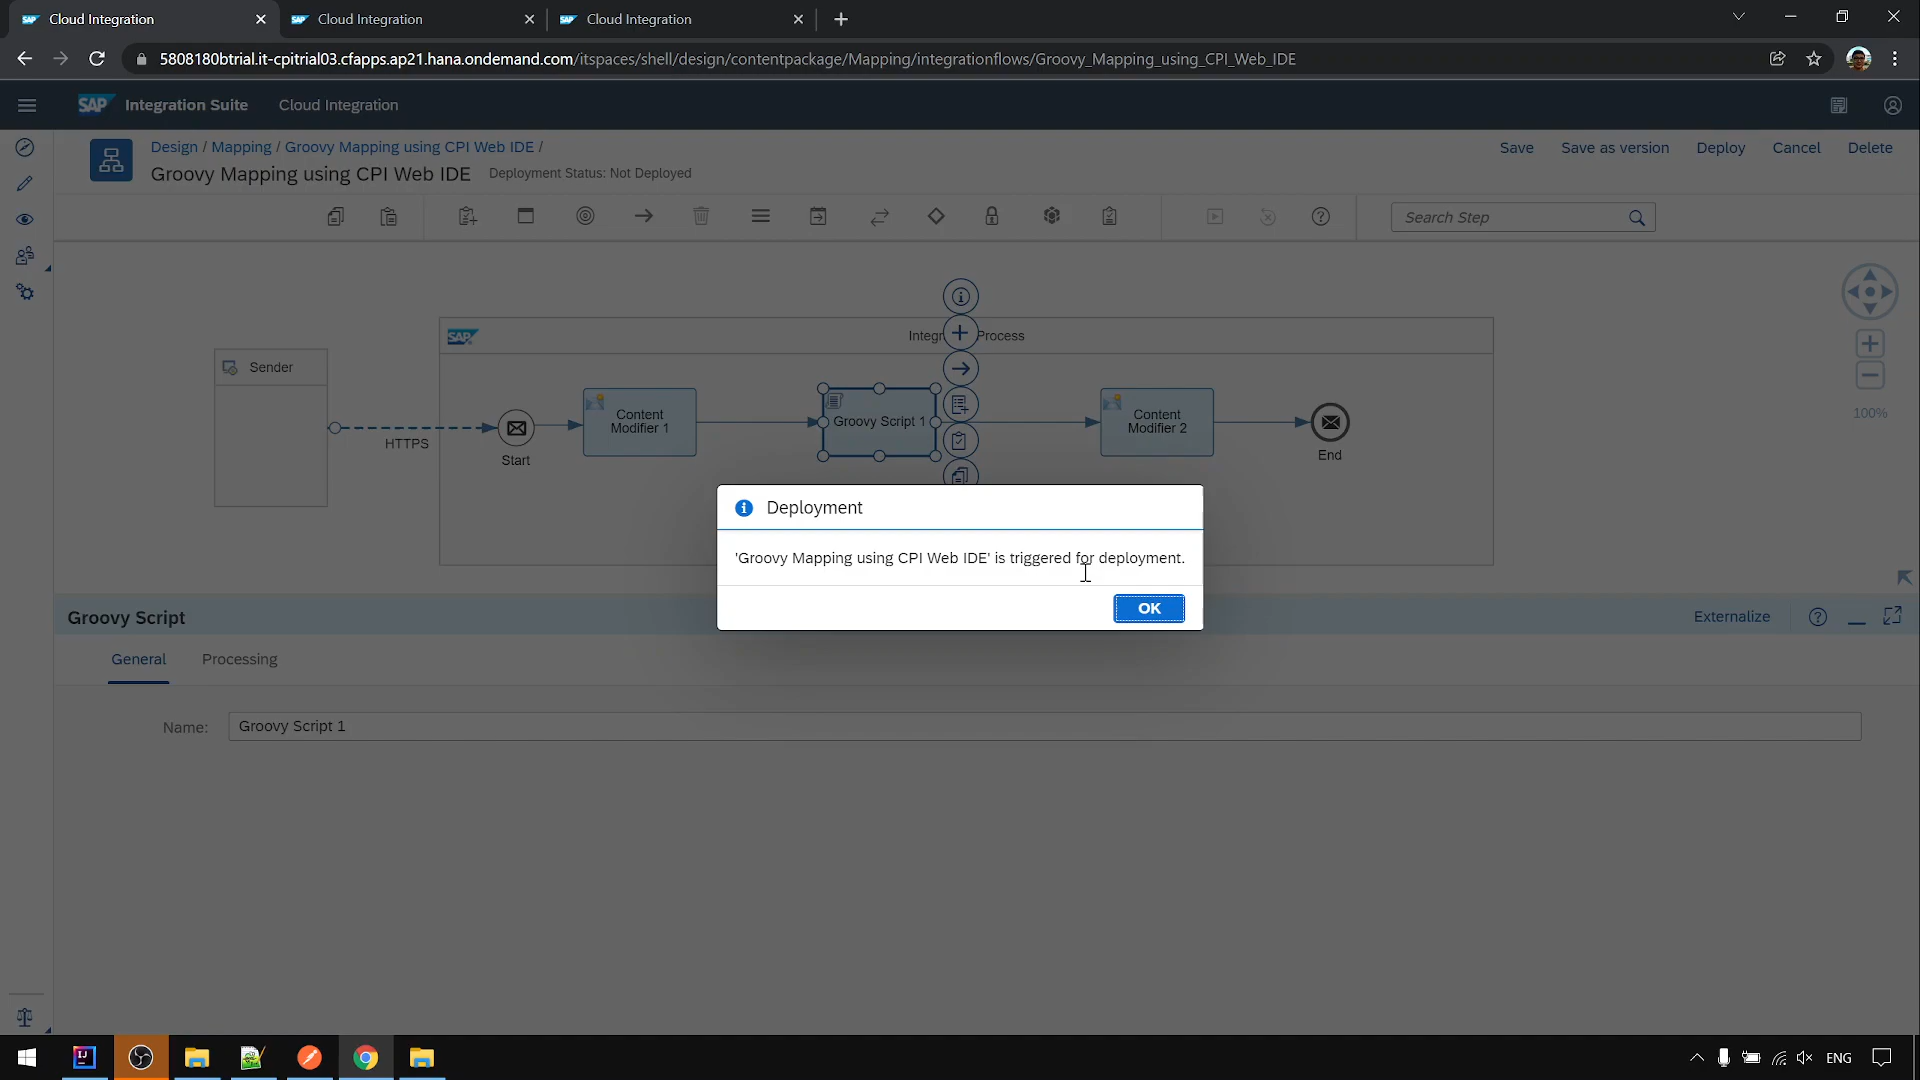 Cloud Integration
Cloud Integration
Cloud Integration
5808180btrial.it-cpitrial03.cfapps.ap21.hana.ondemand.com/itspaces/shell/design/contentpackage/Mapping/integrationflows/Groovy_Mapping_using_CPI_Web_IDE
SAP Integration Suite Cloud Integration
Design / Mapping / Groovy Mapping using CPI Web IDE /
Save Save as version Deploy Cancel Delete
Groovy Mapping using CPI Web IDE Deployment Status: Not Deployed
Search Step
SAP
Integr Process
Sender
Content
Modifier 1
Groovy Script 1
Content
Modifier 2
HTTPS
Start
End
100%
Deployment
'Groovy Mapping using CPI Web IDE' is triggered for deployment.
OK
Groovy Script
Externalize
General Processing
Name: Groovy Script 1
ENG